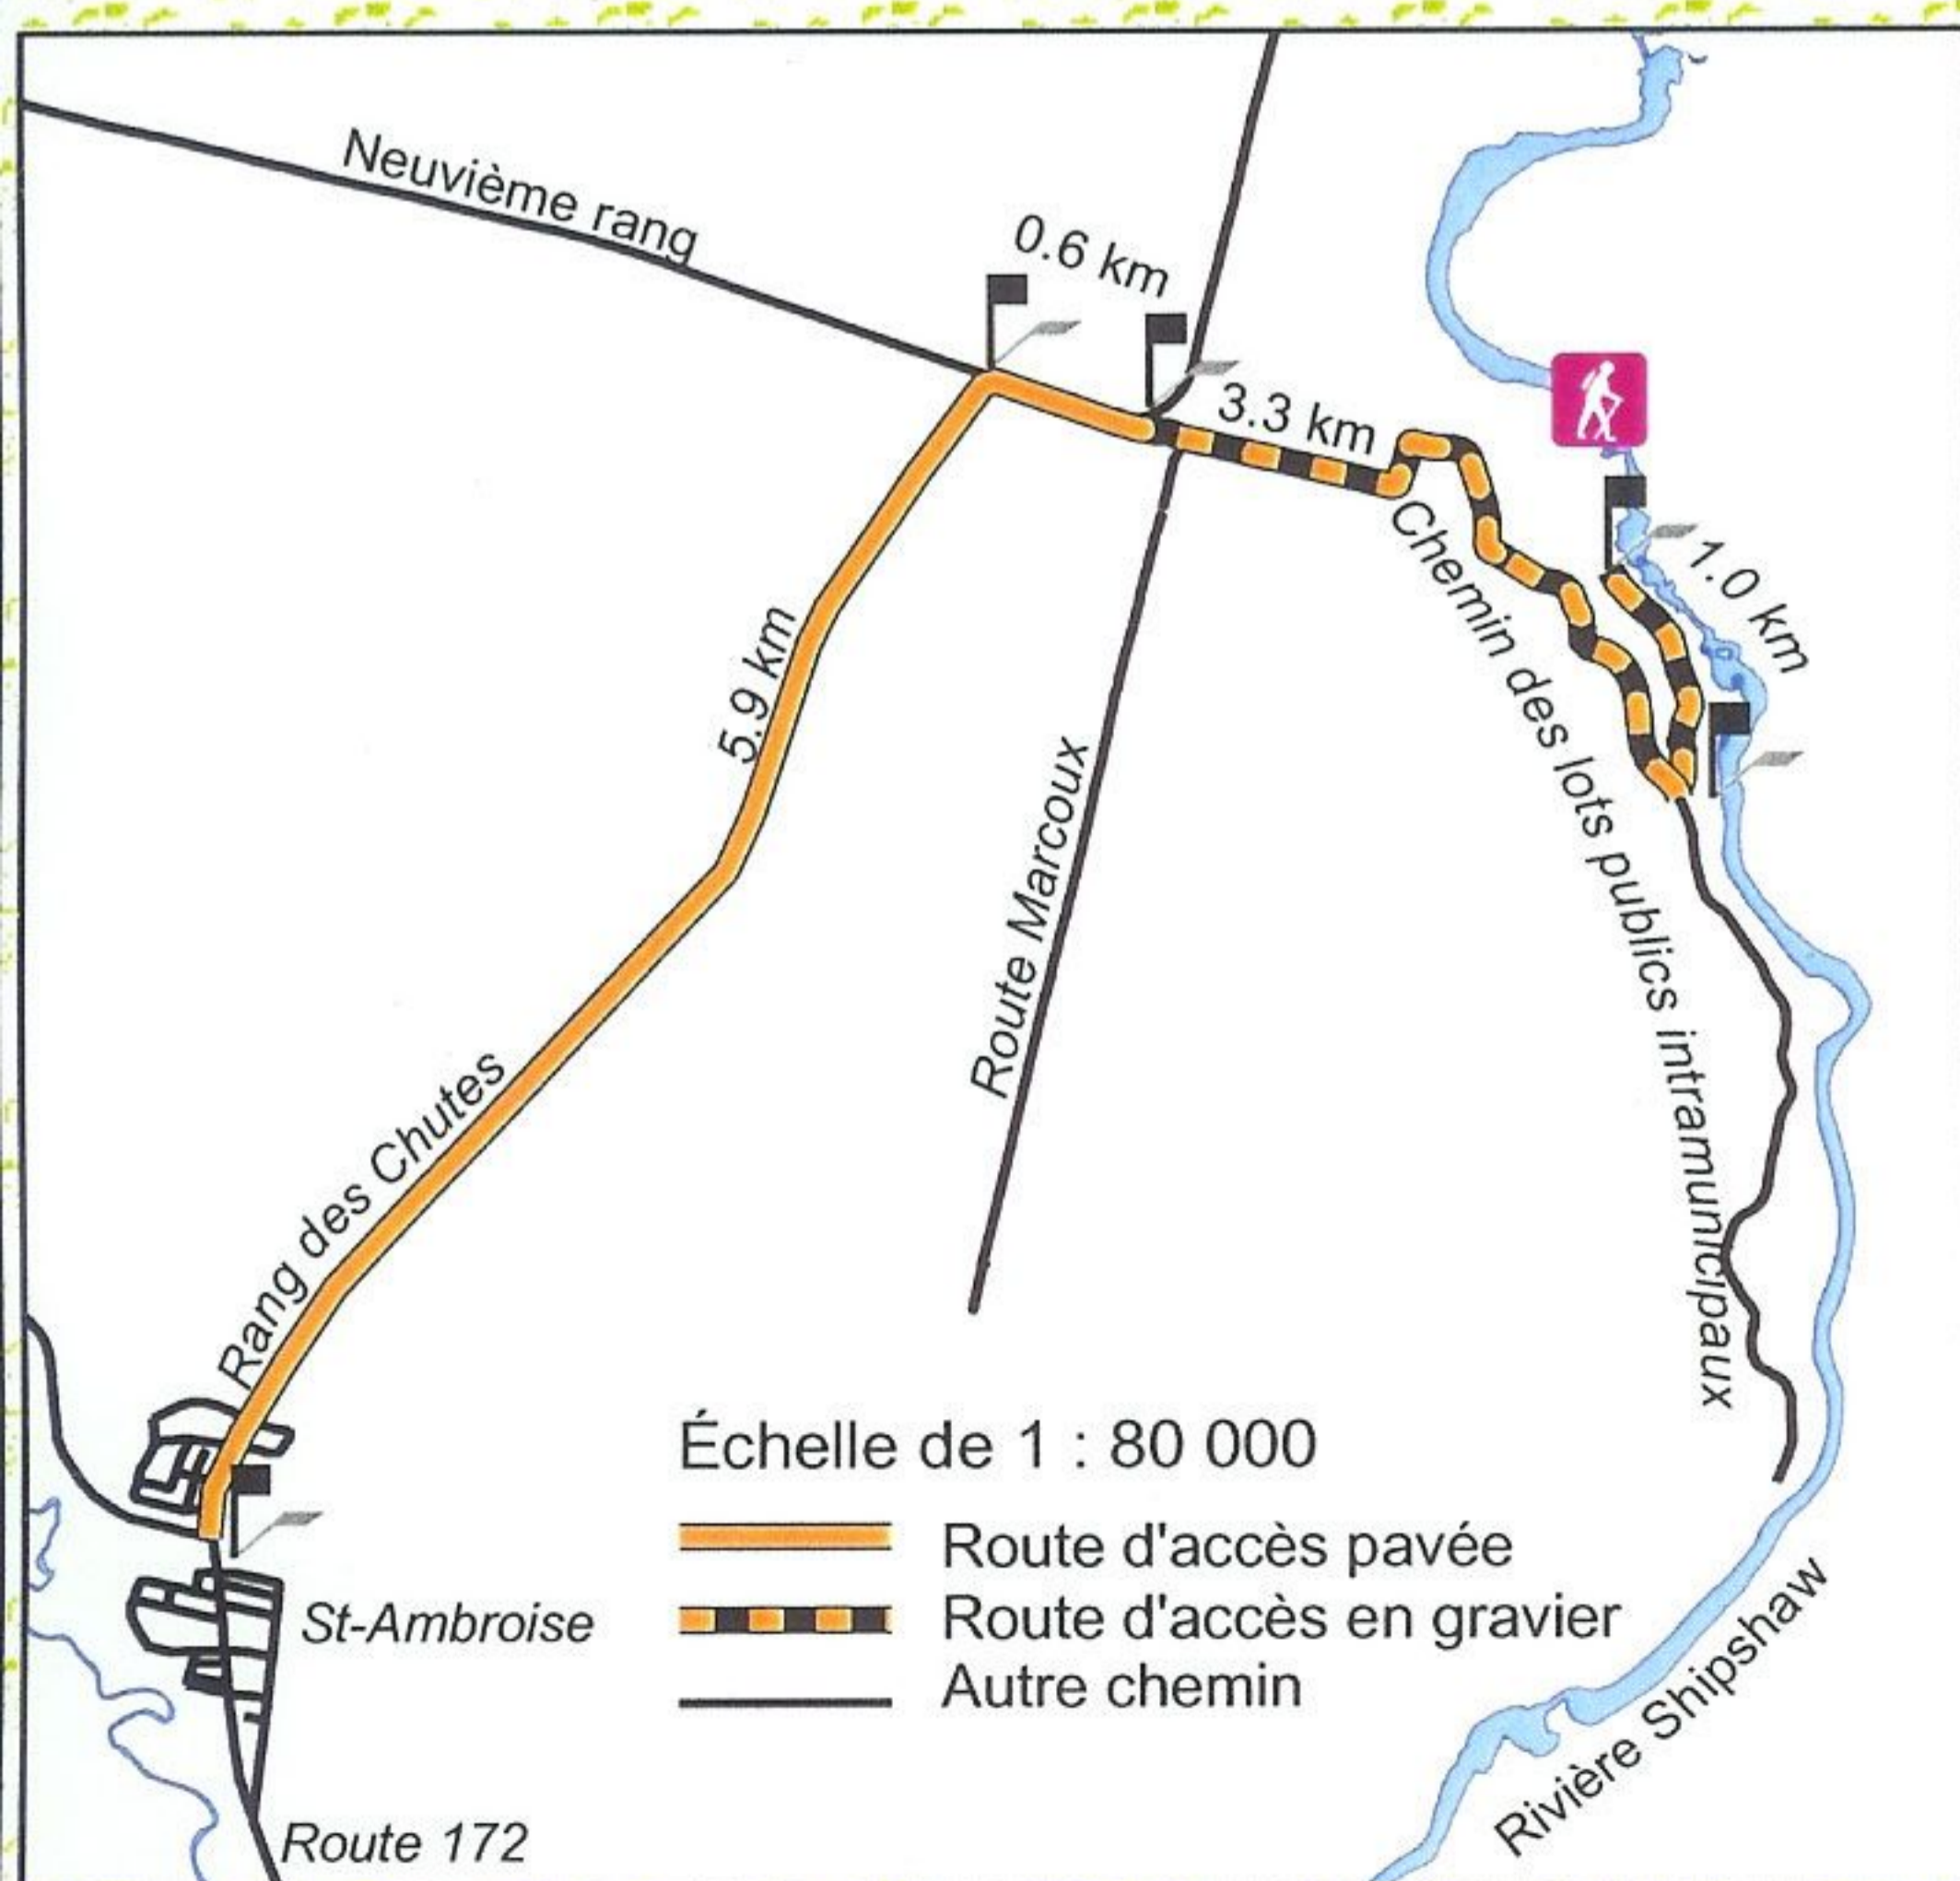 Neuvième rang
0.6 km
3.3 km
1.0 km
5.9 km
Chemin des lots publics intramunicipaux
Route Marcoux
Rang des Chutes
Échelle de 1 : 80 000
Route d'accès pavée
Route d'accès en gravier
Autre chemin
St-Ambroise
Route 172
Rivière Shipshaw